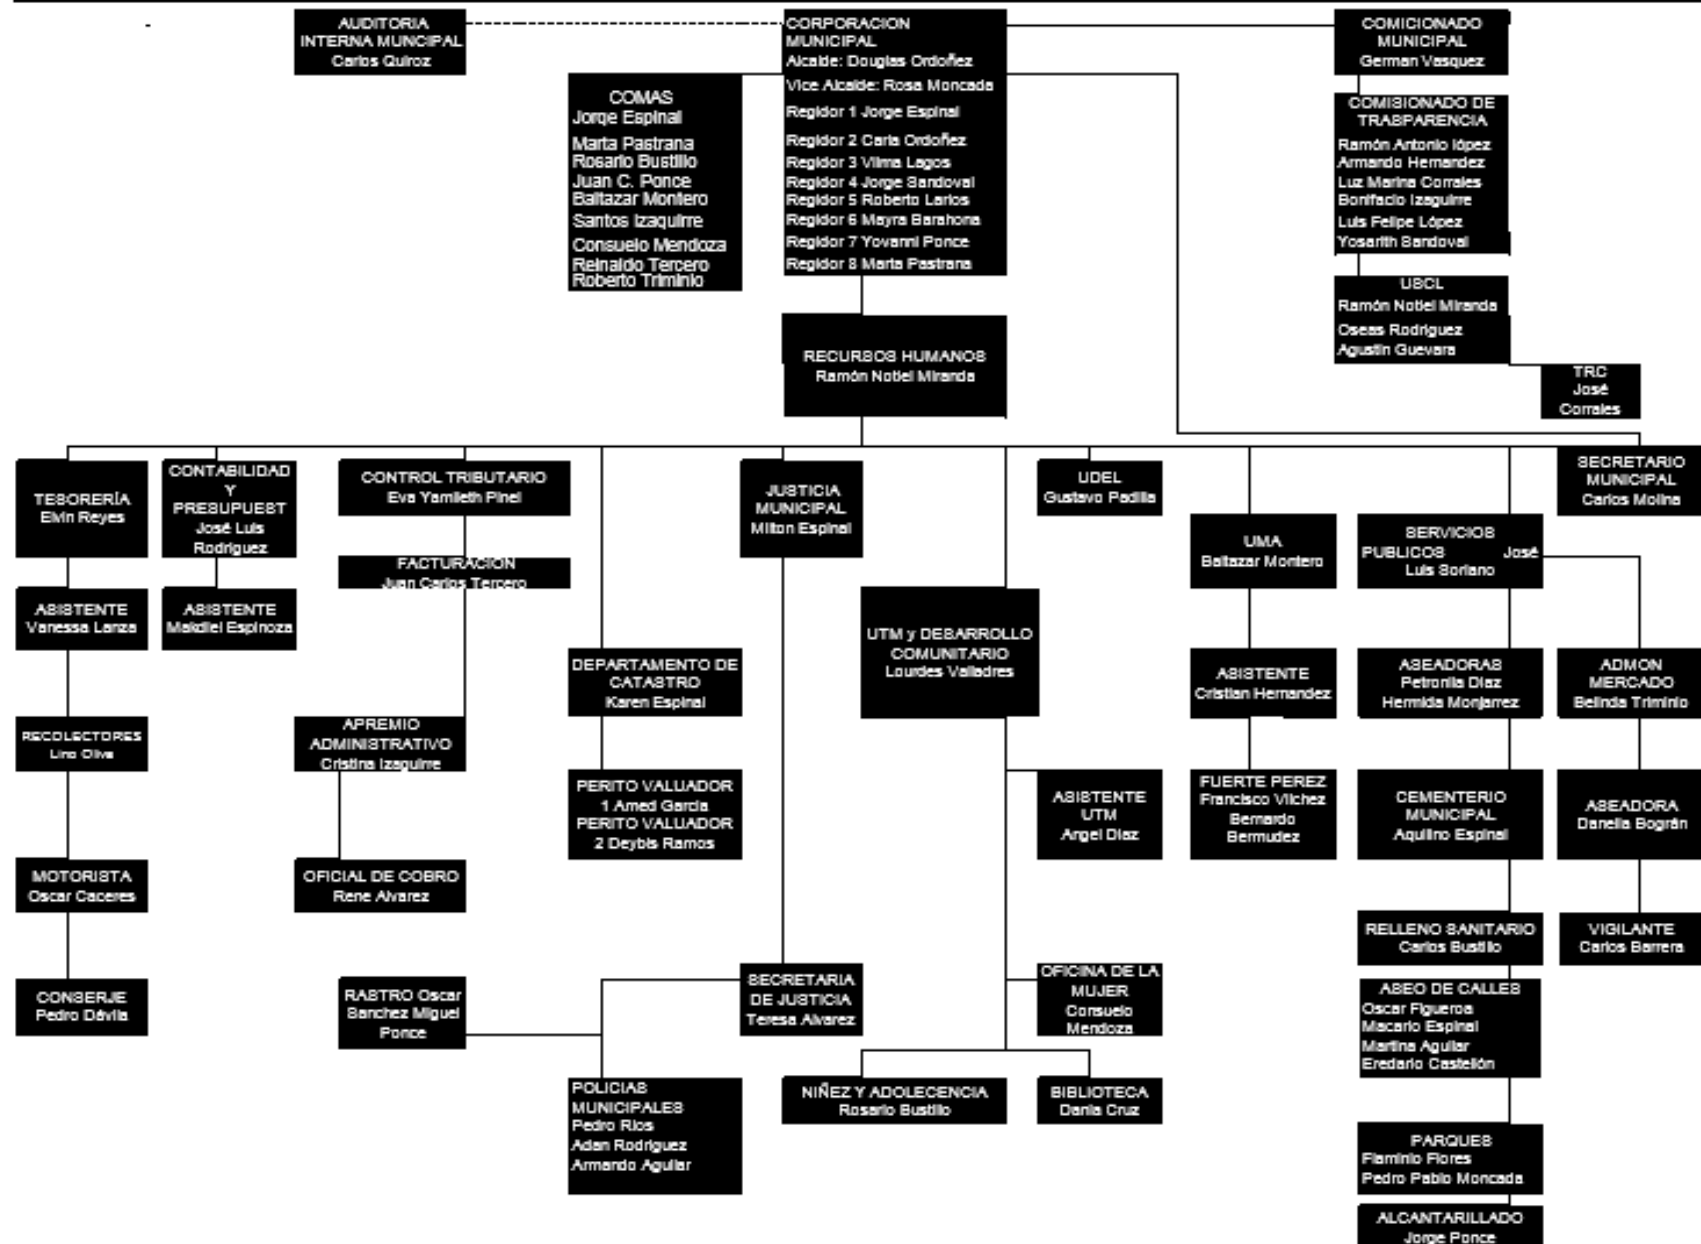 AUDITORIA
INTERNA MUNCIPAL
Carlos Quiroz
CORPORACION
MUNICIPAL
Alcalde: Douglas Ordoñez
Vice Alcalde: Rosa Moncada
Regidor 1 Jorge Espinal
Regidor 2 Carla Ordoñez
Regidor 3 Vilma Lagos
Regidor 4 Jorge Sandoval
Regidor 5 Roberto Larios
Regidor 6 Mayra Barahona
Regidor 7 Yovanni Ponce
Regidor 8 Marta Pastrana
COMICIONADO
MUNICIPAL
German Vasquez
COMAS
Jorge Espinal
Marta Pastrana
Rosario Bustillo
Juan C. Ponce
Baltazar Montero
Santos Izaquirre
Consuelo Mendoza
Reinaldo Tercero
Roberto Triminio
COMISIONADO DE
TRASPARENCIA
Ramón Antonio lópez
Armando Hernandez
Luz Marina Corrales
Bonifacio Izaguirre
Luis Felipe López
Yosarith Sandoval
USCL
Ramón Notiel Miranda
Oseas Rodriguez
Agustin Guevara
TRC
José
Corrales
RECURSOS HUMANOS
Ramón Notiel Miranda
TESORERÍA
Elvin Reyes
CONTABILIDAD
Y
PRESUPUEST
José Luis
Rodriguez
CONTROL TRIBUTARIO
Eva Yamileth Pinel
JUSTICIA
MUNICIPAL
Milton Espinal
UDEL
Gustavo Padilla
SECRETARIO
MUNICIPAL
Carlos Molina
UMA
Baltazar Montero
SERVICIOS
PUBLICOS José
Luis Soriano
FACTURACION
Juan Carlos Tercero
ASISTENTE
Vanessa Lanza
ASISTENTE
Makdiel Espinoza
UTM y DESARROLLO
COMUNITARIO
Lourdes Valladres
DEPARTAMENTO DE
CATASTRO
Karen Espinal
ASISTENTE
Cristian Hernandez
ASEADORAS
Petronila Diaz
Hermida Monjarrez
ADMON
MERCADO
Belinda Triminio
RECOLECTORES
Lino Oliva
APREMIO
ADMINISTRATIVO
Cristina Izaguirre
PERITO VALUADOR
1 Amed Garcia
PERITO VALUADOR
2 Deybis Ramos
ASISTENTE
UTM
Angel Diaz
FUERTE PEREZ
Francisco Vilchez
Bernardo
Bermudez
CEMENTERIO
MUNICIPAL
Aquilino Espinal
ASEADORA
Danelia Bográn
MOTORISTA
Oscar Caceres
OFICIAL DE COBRO
Rene Alvarez
RELLENO SANITARIO
Carlos Bustillo
VIGILANTE
Carlos Barrera
CONSERJE
Pedro Dávila
RASTRO Oscar
Sanchez Miguel
Ponce
SECRETARIA
DE JUSTICIA
Teresa Alvarez
OFICINA DE LA
MUJER
Consuelo
Mendoza
ASEO DE CALLES
Oscar Figueroa
Macario Espinal
Martina Aguilar
Eredario Castellón
POLICIAS
MUNICIPALES
Pedro Rios
Adan Rodriguez
Armando Aguilar
NIÑEZ Y ADOLECENCIA
Rosario Bustillo
BIBLIOTECA
Dania Cruz
PARQUES
Flaminio Flores
Pedro Pablo Moncada
ALCANTARILLADO
Jorge Ponce